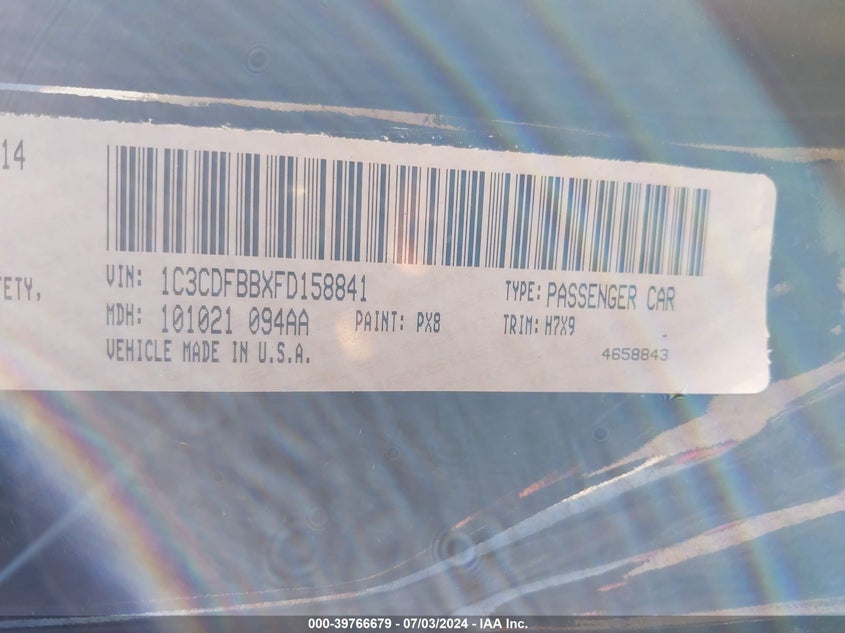 14
ETY,
VIN: 1C3CDFBBXFD158841 TYPE: PASSENGER CAR
MDH: 101021 094AA PAINT: PX8 TRIM: H7X9
VEHICLE MADE IN U.S.A. 4658843
000-39766679 - 07/03/2024 - IAA Inc.